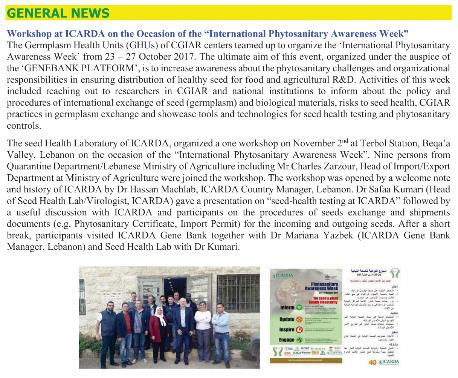 GENERAL NEWS
Workshop at ICARDA on the Occasion of the "International Phytosanitary Awareness Week"
The Germplasm Health Units (GHUs) of CGIAR centers teamed up to organize the 'International Phytosanitary
Awareness Week' from 23 – 27 October 2017. The ultimate aim of this event, organized under the auspice of
the 'GENEBANK PLATFORM', is to increase awareness about the phytosanitary challenges and organizational
responsibilities in ensuring distribution of healthy seed for food and agricultural R&D. Activities of this week
included reaching out to researchers in CGIAR and national institutions to inform about the policy and
procedures of international exchange of seed (germplasm) and biological materials, risks to seed health, CGIAR
practices in germplasm exchange and showcase tools and technologies for seed health testing and phytosanitary
controls.
The seed Health Laboratory of ICARDA, organized a one workshop on November 2nd at Terbol Station, Beqa'a
Valley, Lebanon on the occasion of the "International Phytosanitary Awareness Week". Nine persons from
Quarantine Department/Lebanese Ministry of Agriculture including Mr Charles Zarzour, Head of Import/Export
Department at Ministry of Agriculture were joined the workshop. The workshop was opened by a welcome note
and history of ICARDA by Dr Hassan Machlab, ICARDA Country Manager, Lebanon. Dr Safaa Kumari (Head
of Seed Health Lab/Virologist, ICARDA) gave a presentation on "seed-health testing at ICARDA" followed by
a useful discussion with ICARDA and participants on the procedures of seeds exchange and shipments
documents (e.g. Phytosanitary Certificate, Import Permit) for the incoming and outgoing seeds. After a short
break, participants visited ICARDA Gene Bank together with Dr Mariana Yazbek (ICARDA Gene Bank
Manager, Lebanon) and Seed Health Lab with Dr Kumari.
ICARDA
Phytosanitary
Awareness Week
Inform
Update
Inspire
Engage
40 ICARDA